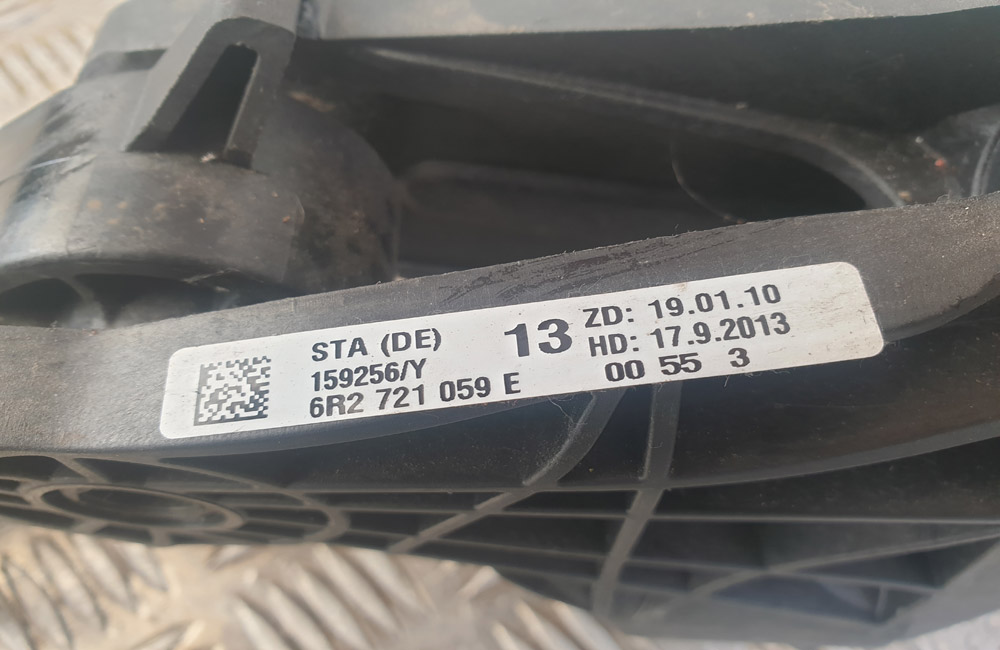 STA (DE)
159256/Y
6R2 721 059 E
13
ZD: 19.01.10
HD: 17.9.2013
00 55 3